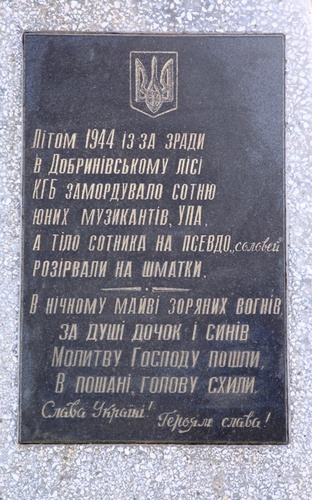 Літом 1944 із-за зради
в Добринівському лісі
КГБ замордувало сотню
юних музикантів, УПА,
а тіло сотника на псевдо „соловей
розірвали на шматки.
В нічному майві зоряних вогнів,
за душі дочок і синів
Молитву Господу пошли,
В пошані, голову схили.
Слава Україні!
Героям слава!